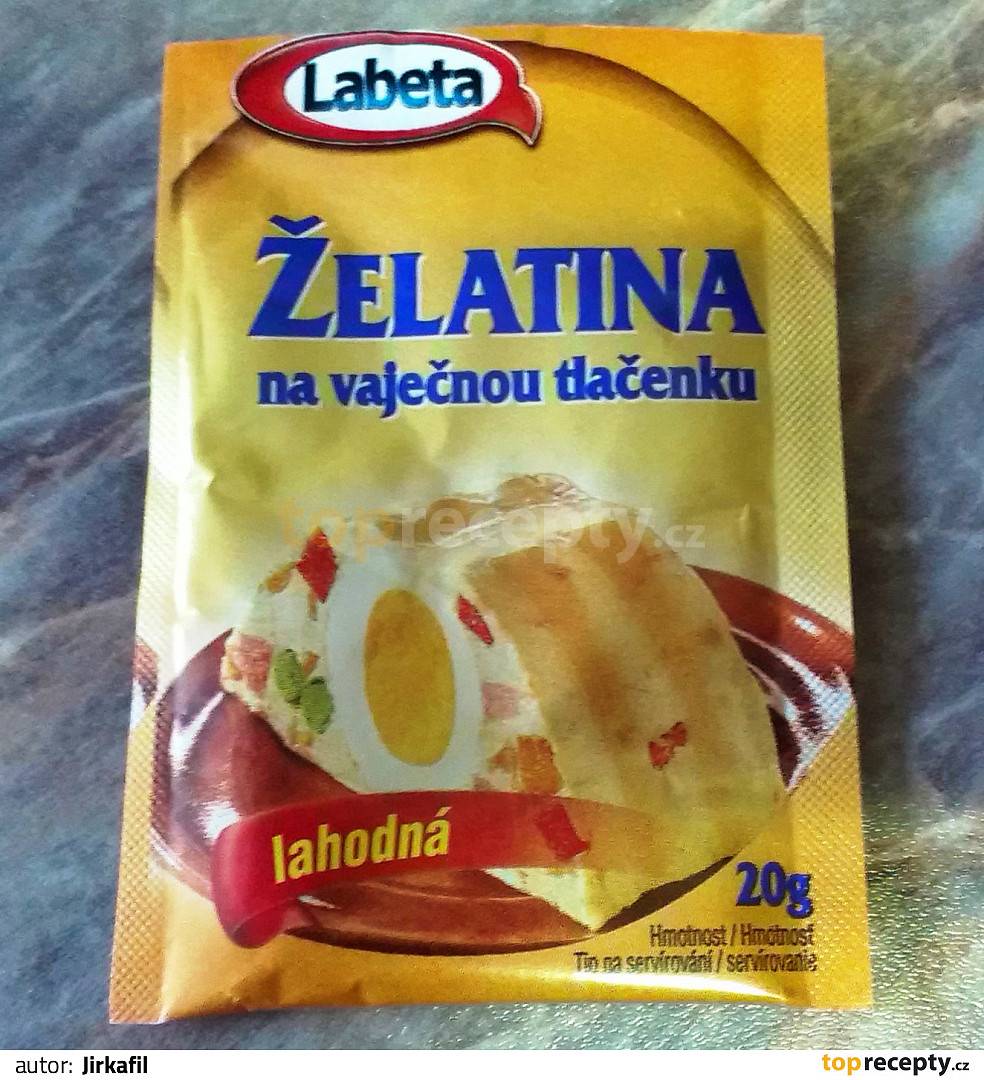 Labeta
ŽELATINA
na vaječnou tlačenku
toprecepty.cz
lahodná
20g
Hmotnost / Hmotnosť
Tip na servírování / servírovanie
autor: Jirkafil
toprecepty.cz